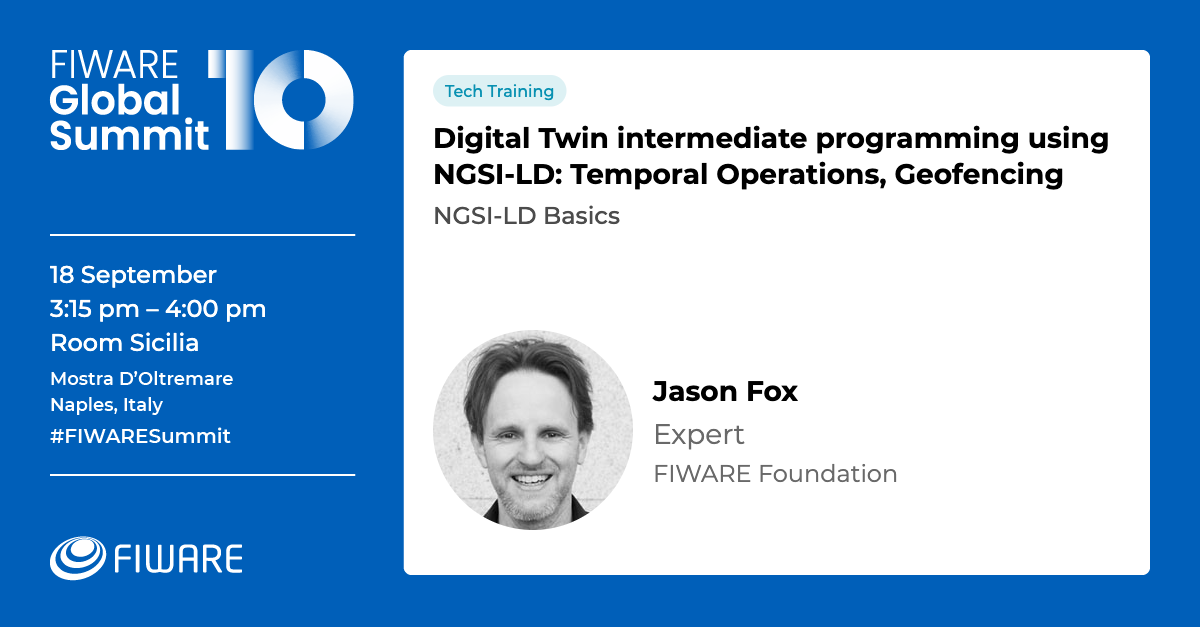 FIWARE
Global
Summit
10
18 September
3:15 pm – 4:00 pm
Room Sicilia
Mostra D’Oltremare
Naples, Italy
#FIWARESummit
FIWARE
Tech Training
Digital Twin intermediate programming using
NGSI-LD: Temporal Operations, Geofencing
NGSI-LD Basics
Jason Fox
Expert
FIWARE Foundation